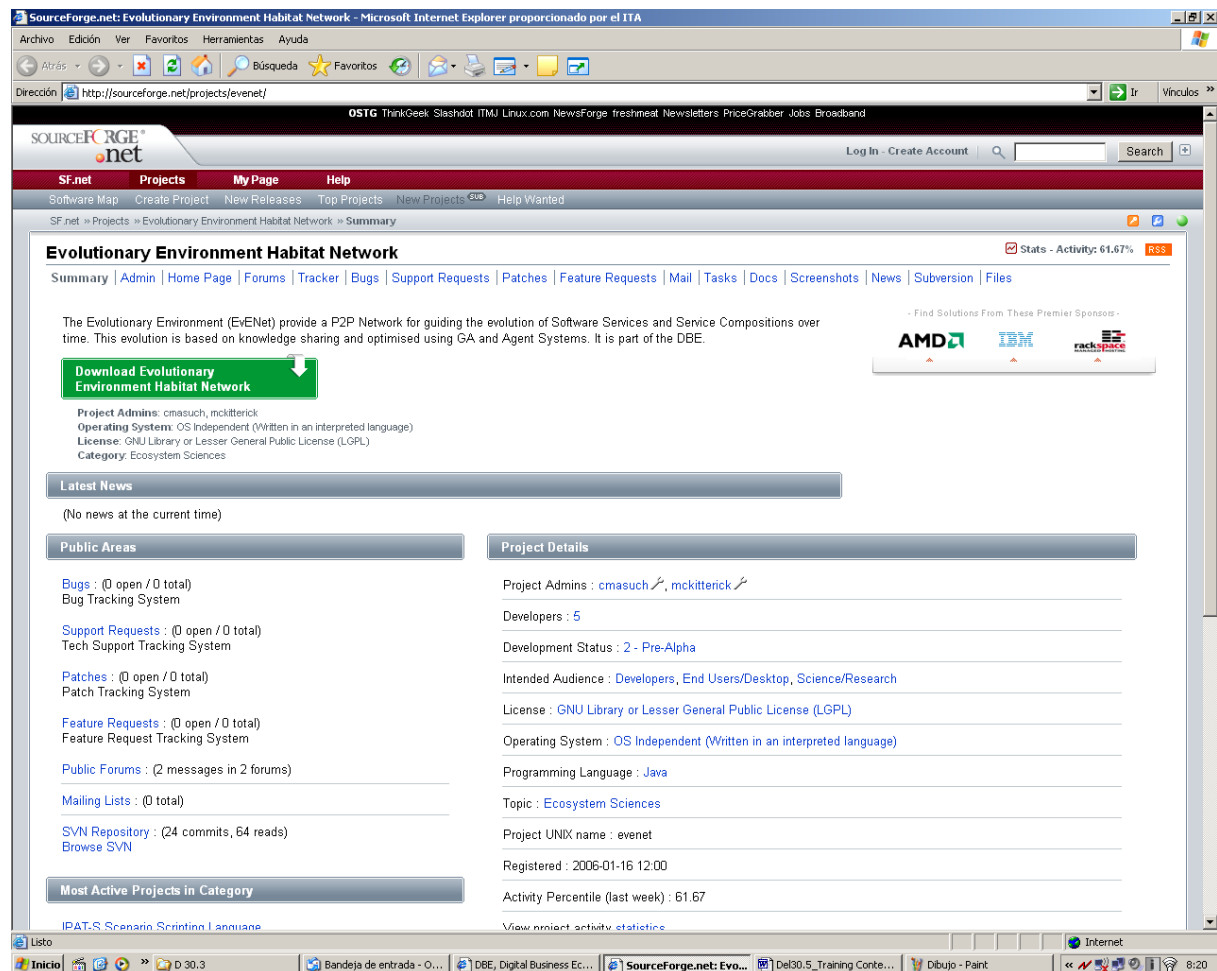 SourceForge.net: Evolutionary Environment Habitat Network - Microsoft Internet Explorer proporcionado por el ITA
Archivo Edición Ver Favoritos Herramientas Ayuda
Atrás Búsqueda Favoritos
Dirección http://sourceforge.net/projects/evenet/ Ir Vínculos »
OSTG ThinkGeek Slashdot ITMJ Linux.com NewsForge freshmeat Newsletters PriceGrabber Jobs Broadband
SOURCEFORGE® .net
Log In - Create Account Search
SF.net Projects My Page Help
Software Map Create Project New Releases Top Projects New Projects SUB Help Wanted
SF.net » Projects » Evolutionary Environment Habitat Network » Summary
Evolutionary Environment Habitat Network
Stats - Activity: 61.67% RSS
Summary | Admin | Home Page | Forums | Tracker | Bugs | Support Requests | Patches | Feature Requests | Mail | Tasks | Docs | Screenshots | News | Subversion | Files
The Evolutionary Environment (EvENet) provide a P2P Network for guiding the evolution of Software Services and Service Compositions over
time. This evolution is based on knowledge sharing and optimised using GA and Agent Systems. It is part of the DBE.
- Find Solutions From These Premier Sponsors -
AMD IBM rackspace MANAGED HOSTING
Download Evolutionary
Environment Habitat Network
Project Admins: cmasuch, mckitterick
Operating System: OS Independent (Written in an interpreted language)
License: GNU Library or Lesser General Public License (LGPL)
Category: Ecosystem Sciences
Latest News
(No news at the current time)
Public Areas
Bugs : (0 open / 0 total)
Bug Tracking System
Support Requests : (0 open / 0 total)
Tech Support Tracking System
Patches : (0 open / 0 total)
Patch Tracking System
Feature Requests : (0 open / 0 total)
Feature Request Tracking System
Public Forums : (2 messages in 2 forums)
Mailing Lists : (0 total)
SVN Repository : (24 commits, 64 reads)
Browse SVN
Most Active Projects in Category
IPAT-S Scenario Scripting Language
Project Details
Project Admins : cmasuch , mckitterick
Developers : 5
Development Status : 2 - Pre-Alpha
Intended Audience : Developers, End Users/Desktop, Science/Research
License : GNU Library or Lesser General Public License (LGPL)
Operating System : OS Independent (Written in an interpreted language)
Programming Language : Java
Topic : Ecosystem Sciences
Project UNIX name : evenet
Registered : 2006-01-16 12:00
Activity Percentile (last week) : 61.67
View project activity statistics
Listo Internet
Inicio » D 30.3 Bandeja de entrada - O... DBE, Digital Business Ec... SourceForge.net: Evo... Del30.5_Training Conte... Dibujo - Paint « 8:20